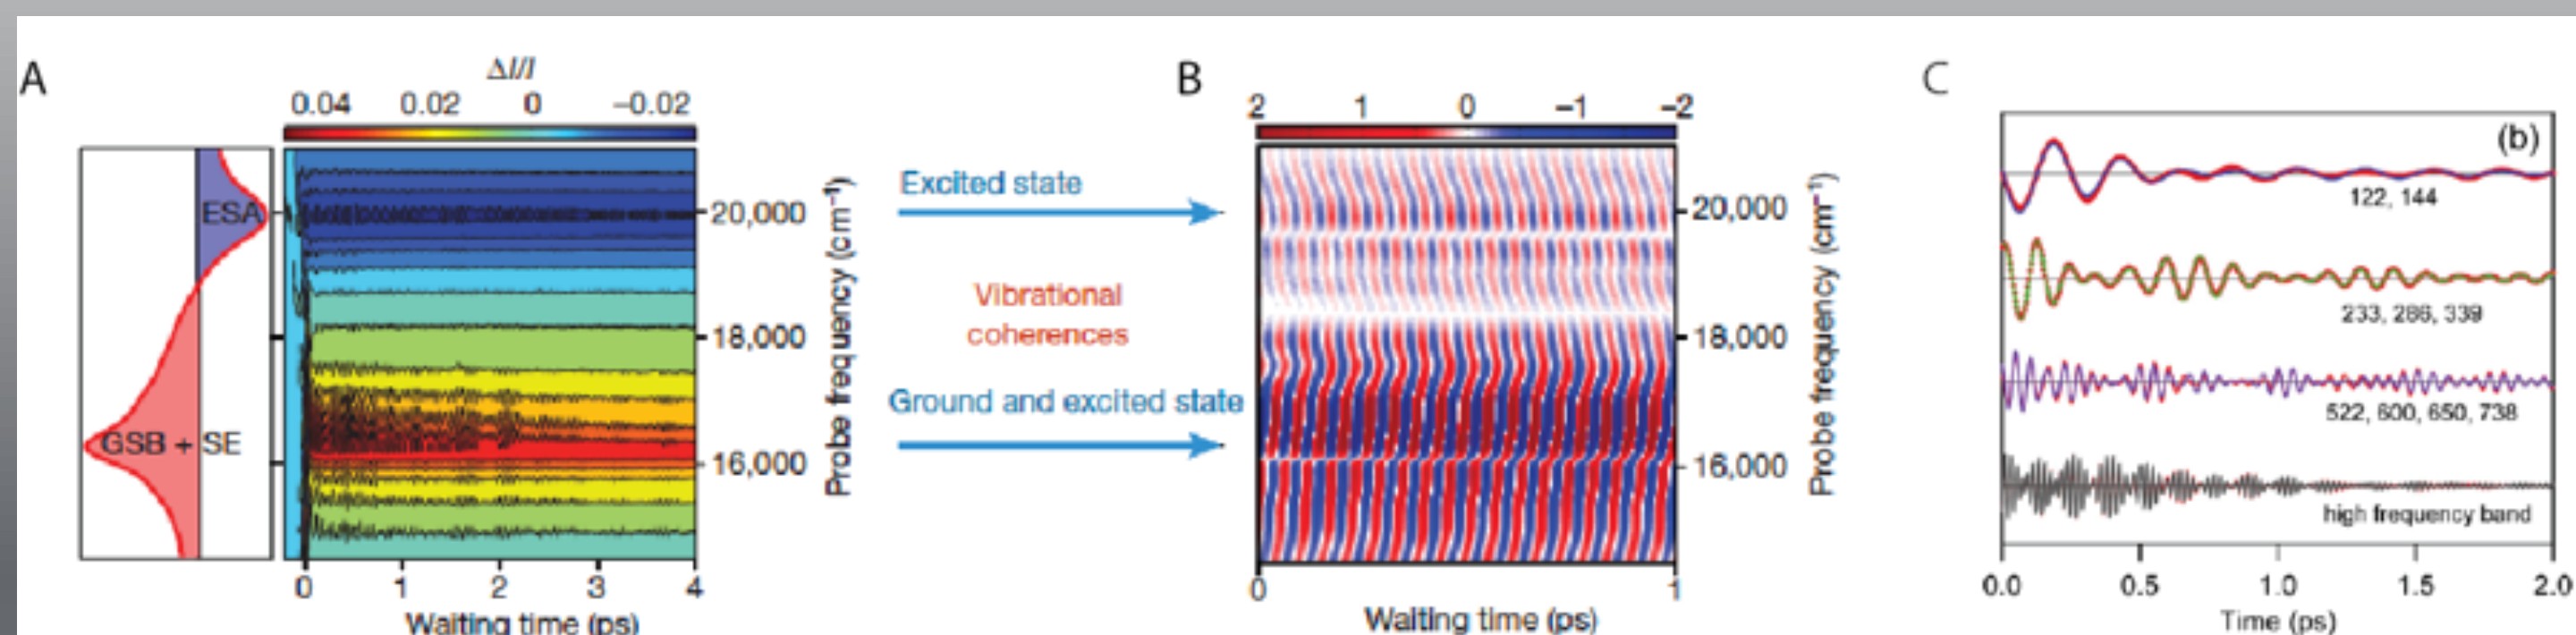 A
ΔI/I
0.04 0.02 0 −0.02
ESA
GSB + SE
20,000
18,000
16,000
Probe frequency (cm⁻¹)
0 1 2 3 4
Waiting time (ps)
Excited state
Vibrational
coherences
Ground and excited state
B
2 1 0 −1 −2
20,000
18,000
16,000
Probe frequency (cm⁻¹)
0 1
Waiting time (ps)
C
(b)
122, 144
233, 286, 339
522, 600, 650, 738
high frequency band
0.0 0.5 1.0 1.5 2.0
Time (ps)